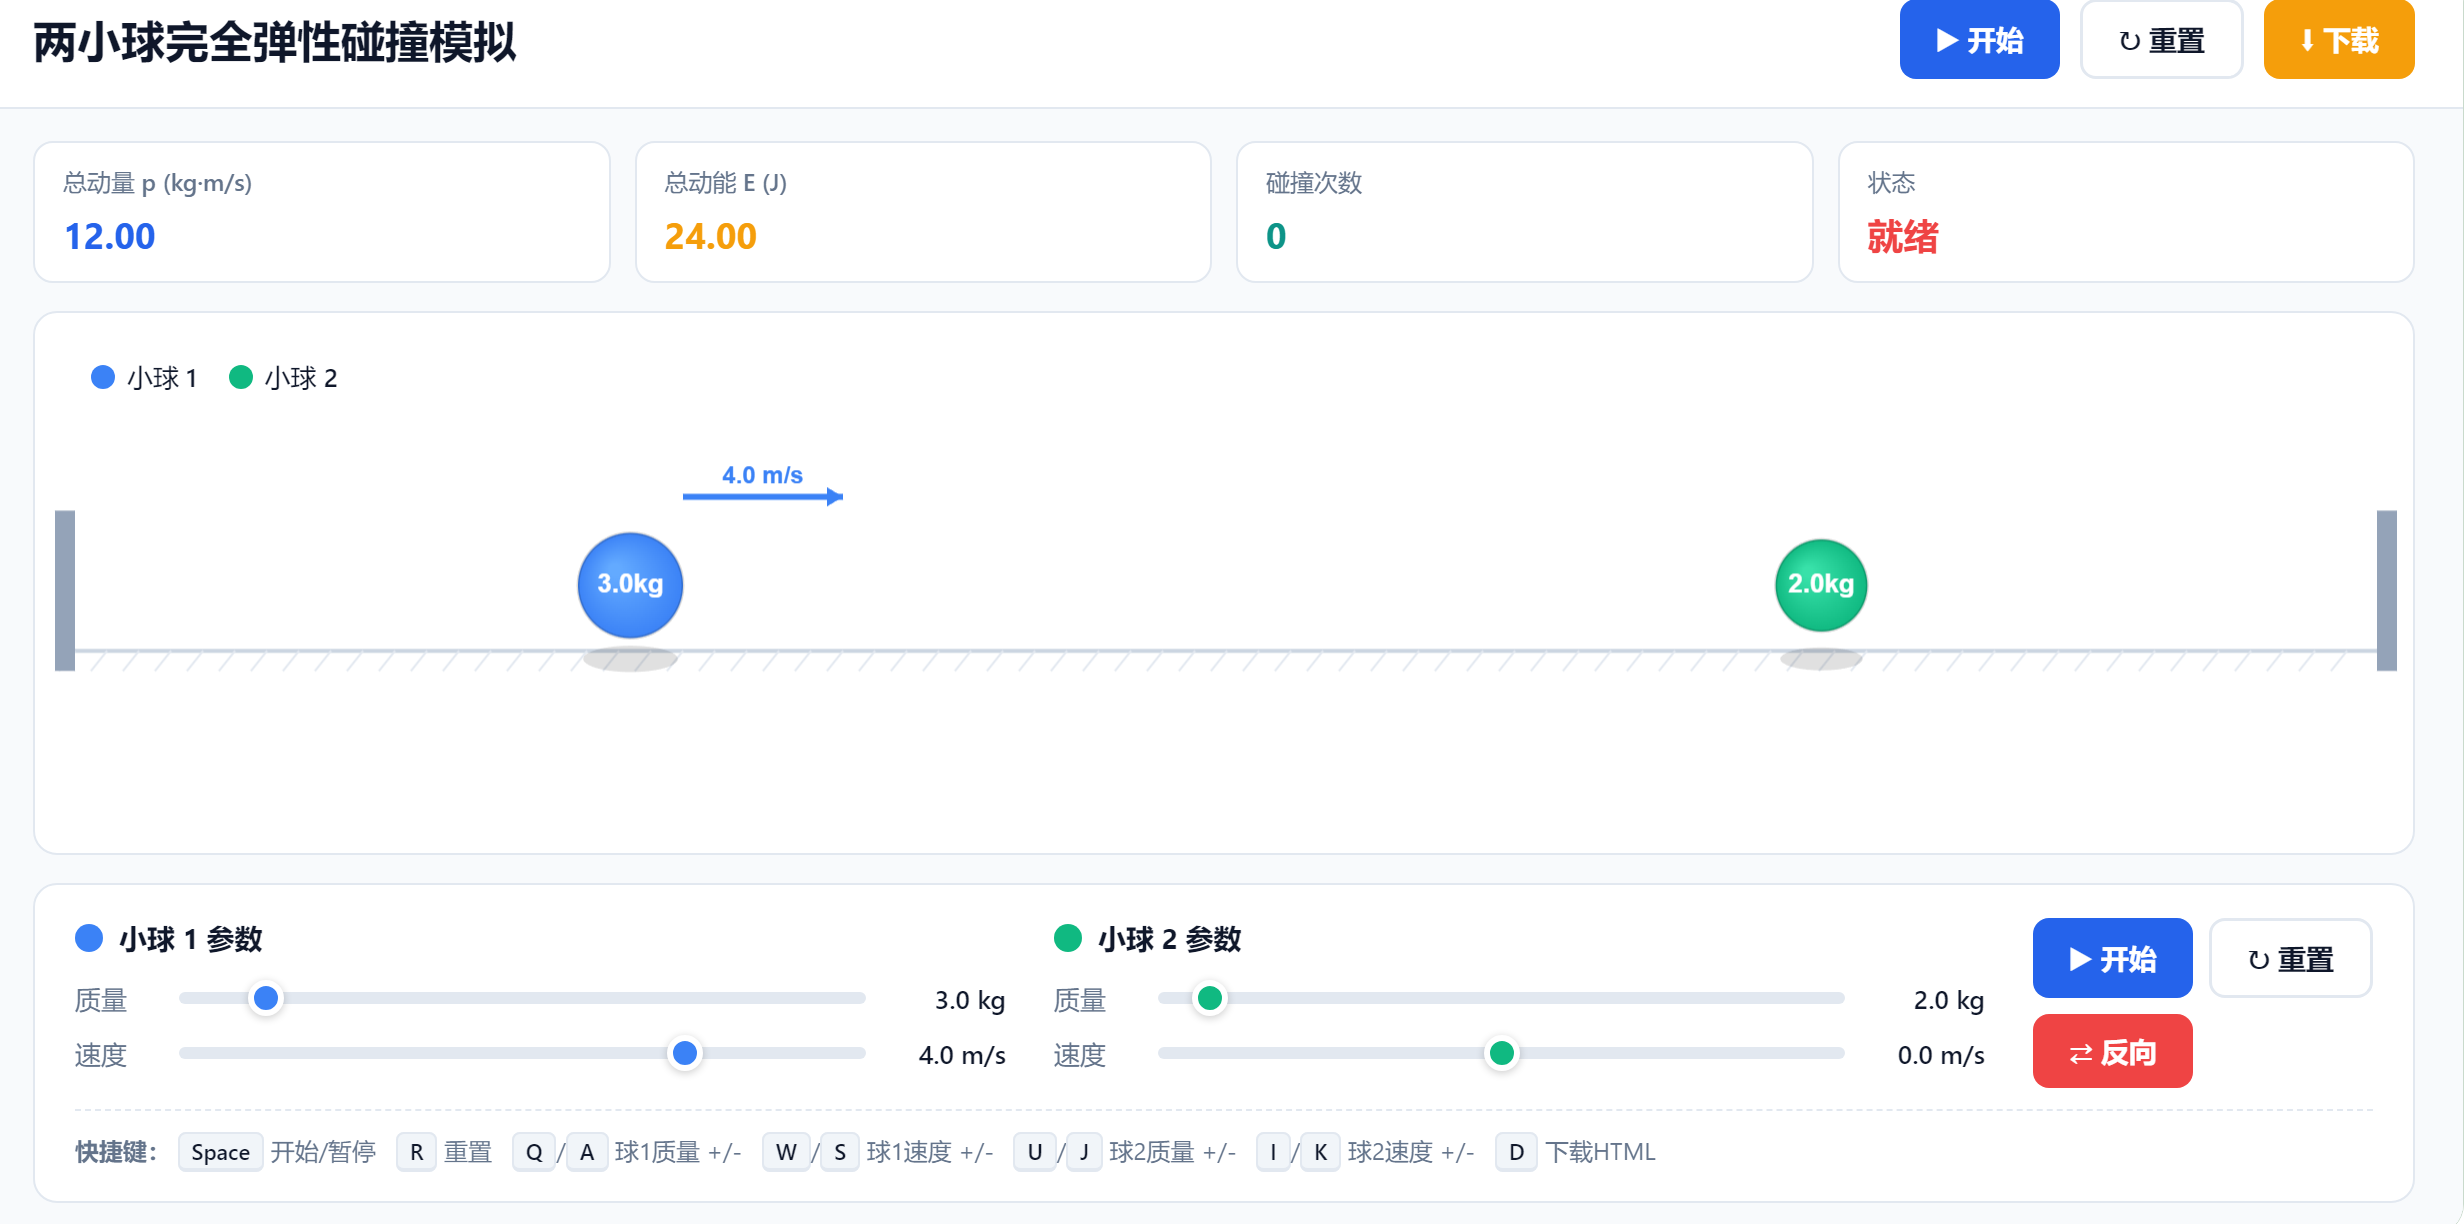 两小球完全弹性碰撞模拟
▶ 开始
↻ 重置
⬇ 下载
总动量 p (kg·m/s)
12.00
总动能 E (J)
24.00
碰撞次数
0
状态
就绪
小球 1
小球 2
4.0 m/s
3.0kg
2.0kg
小球 1 参数
质量
3.0 kg
速度
4.0 m/s
小球 2 参数
质量
2.0 kg
速度
0.0 m/s
▶ 开始
↻ 重置
⇄ 反向
快捷键： Space 开始/暂停 R 重置 Q / A 球1质量 +/- W / S 球1速度 +/- U / J 球2质量 +/- I / K 球2速度 +/- D 下载HTML